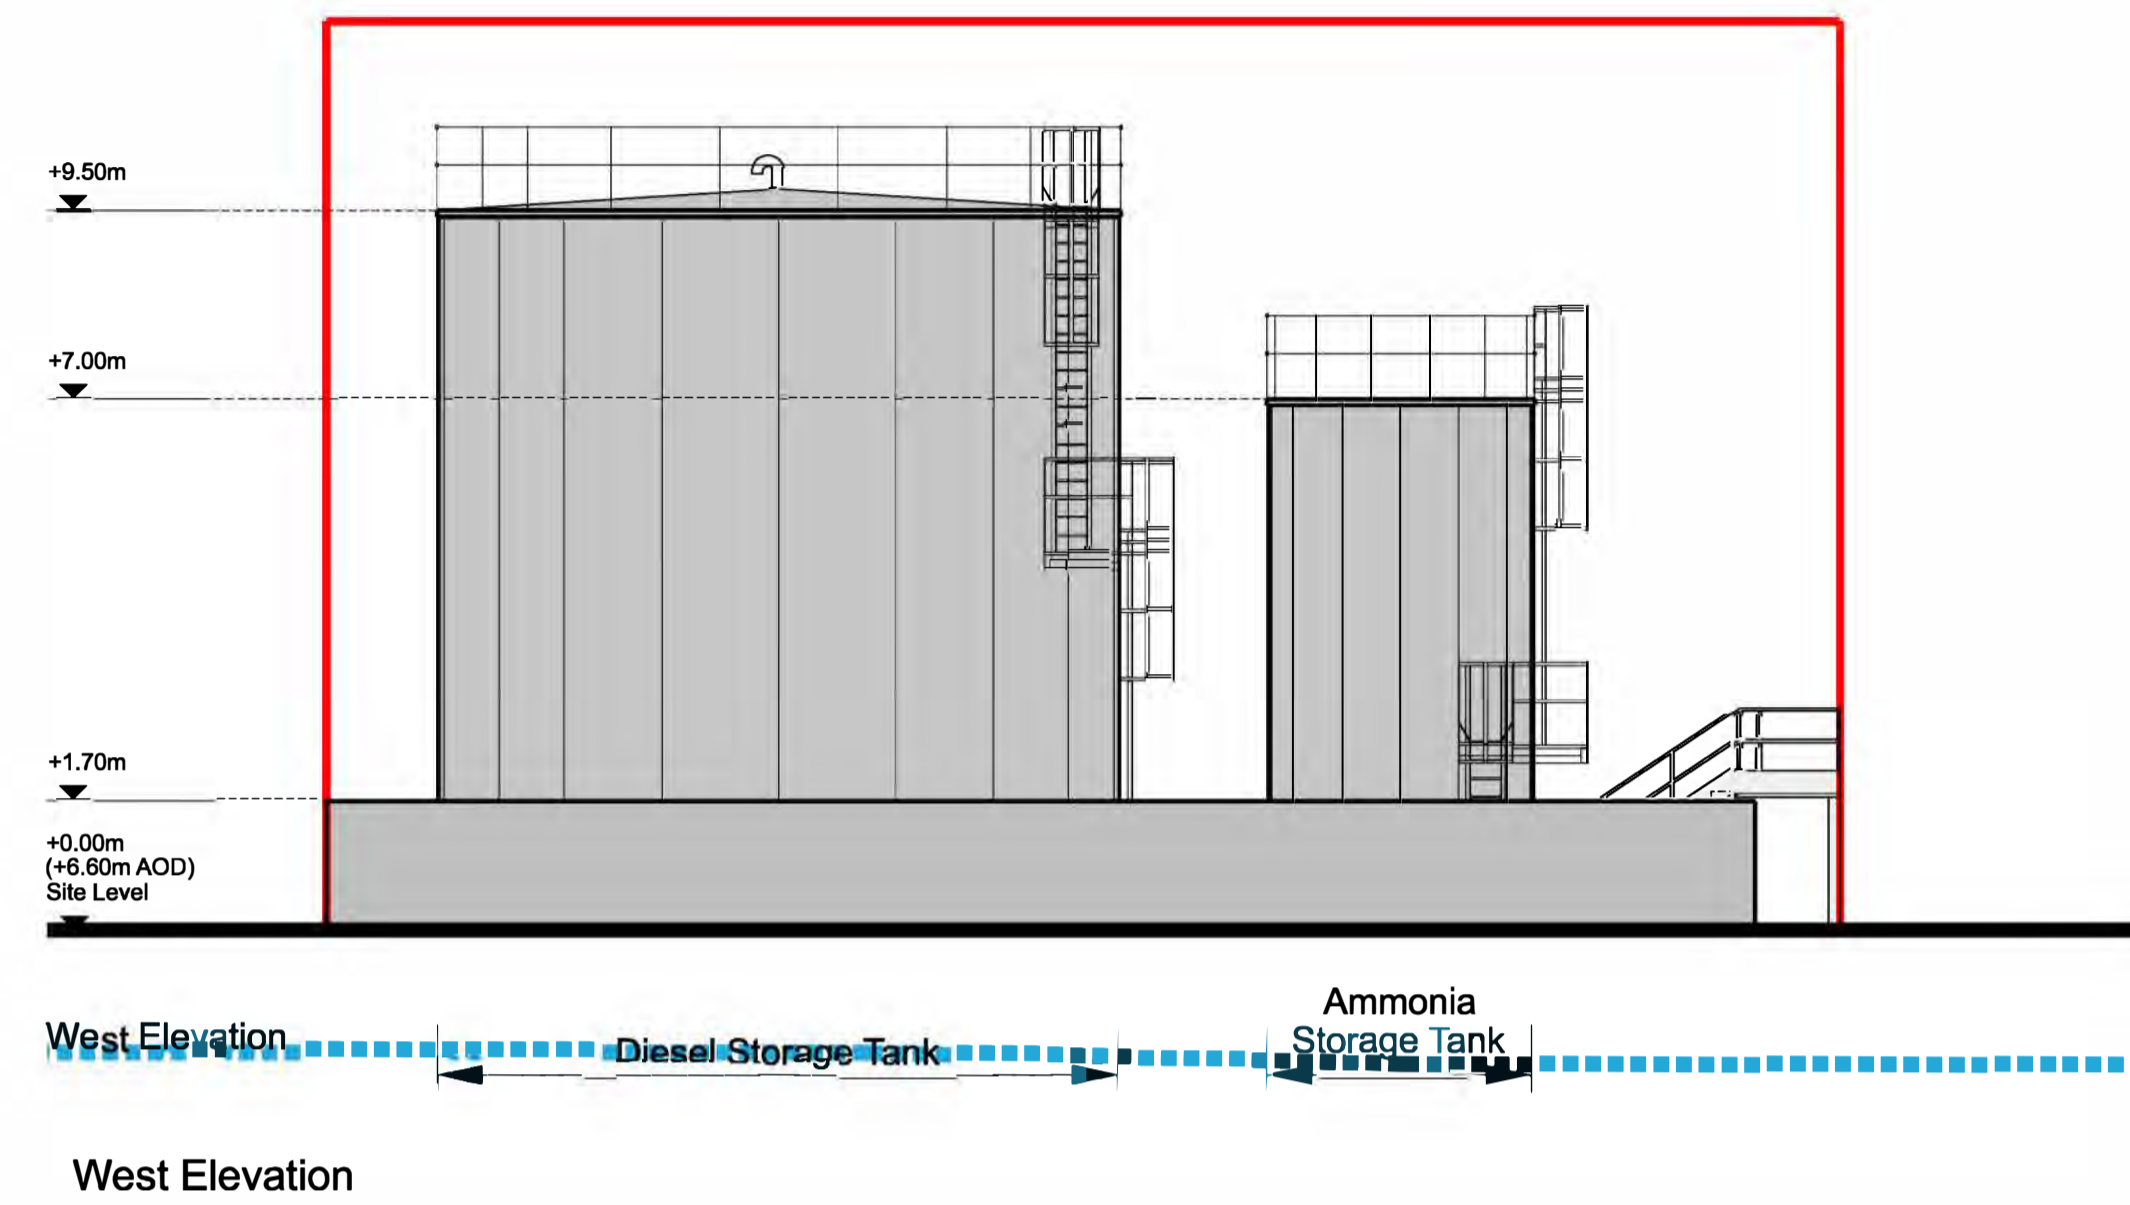 +9.50m
+7.00m
+1.70m
+0.00m
(+6.60m AOD)
Site Level
West Elevation
Diesel Storage Tank
Ammonia
Storage Tank
West Elevation